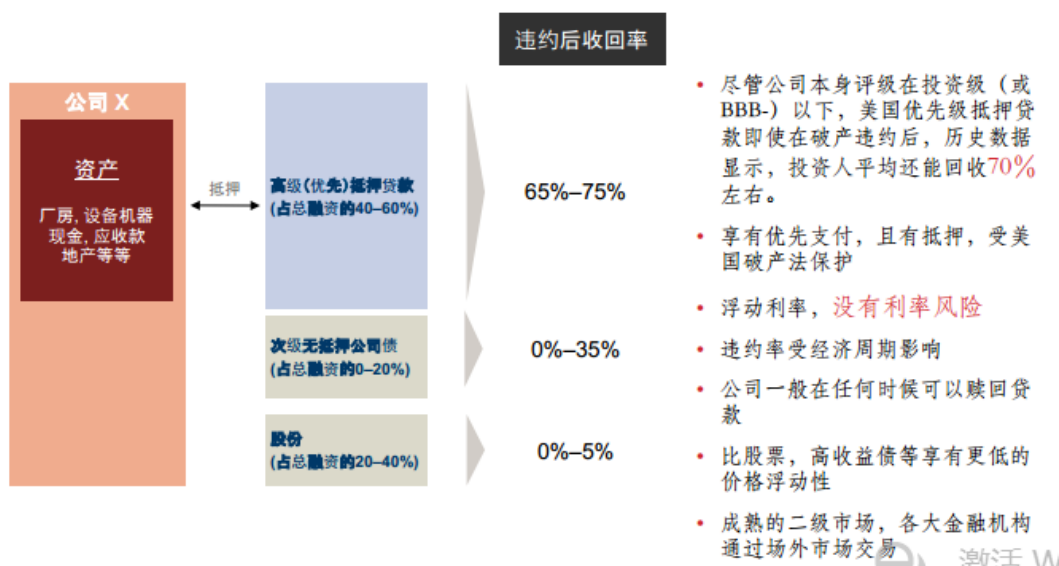 违约后收回率
公司 X
资产
厂房, 设备机器
现金, 应收款
地产等等
抵押
高级(优先)抵押贷款
(占总融资的40–60%)
65%–75%
次级无抵押公司债
(占总融资的0–20%)
0%–35%
股份
(占总融资的20–40%)
0%–5%
• 尽管公司本身评级在投资级（或
BBB-）以下，美国优先级抵押贷
款即使在破产违约后，历史数据
显示，投资人平均还能回收70%
左右。
• 享有优先支付，且有抵押，受美
国破产法保护
• 浮动利率，没有利率风险
• 违约率受经济周期影响
• 公司一般在任何时候可以赎回贷
款
• 比股票，高收益债等享有更低的
价格浮动性
• 成熟的二级市场，各大金融机构
通过场外市场交易
激活 W